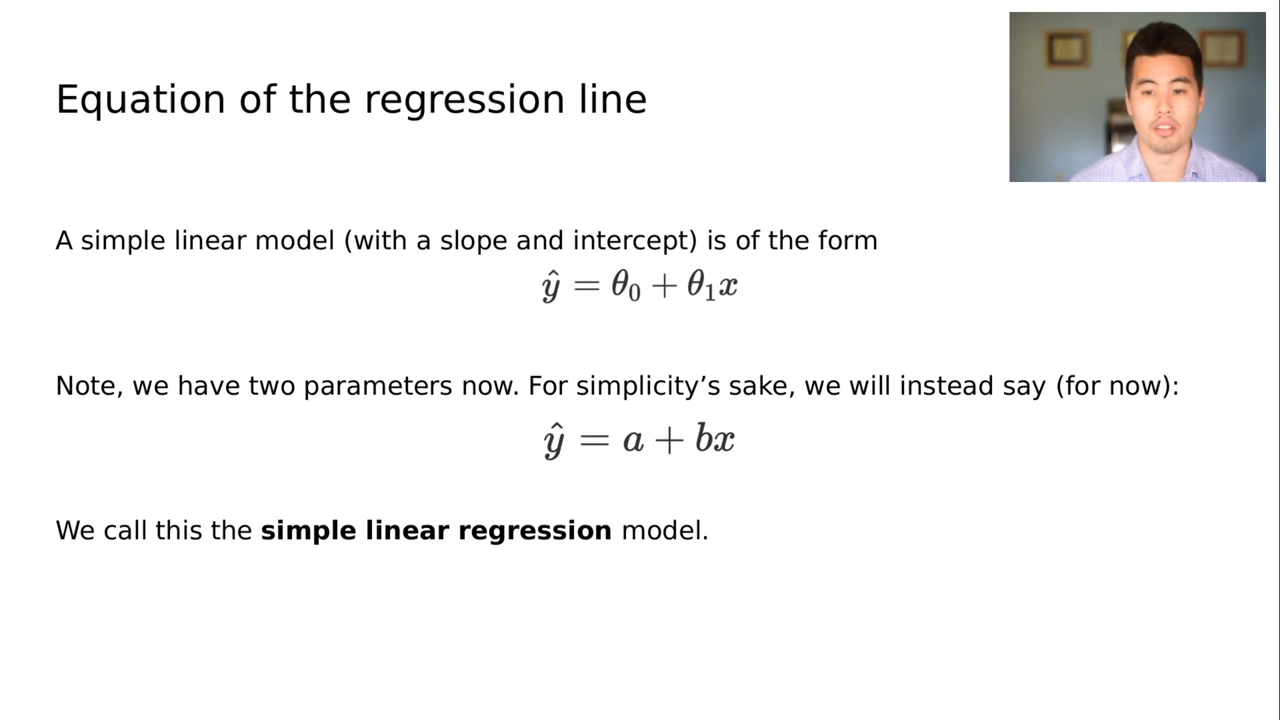 Equation of the regression line
A simple linear model (with a slope and intercept) is of the form
ŷ = θ₀ + θ₁x
Note, we have two parameters now. For simplicity’s sake, we will instead say (for now):
ŷ = a + bx
We call this the simple linear regression model.